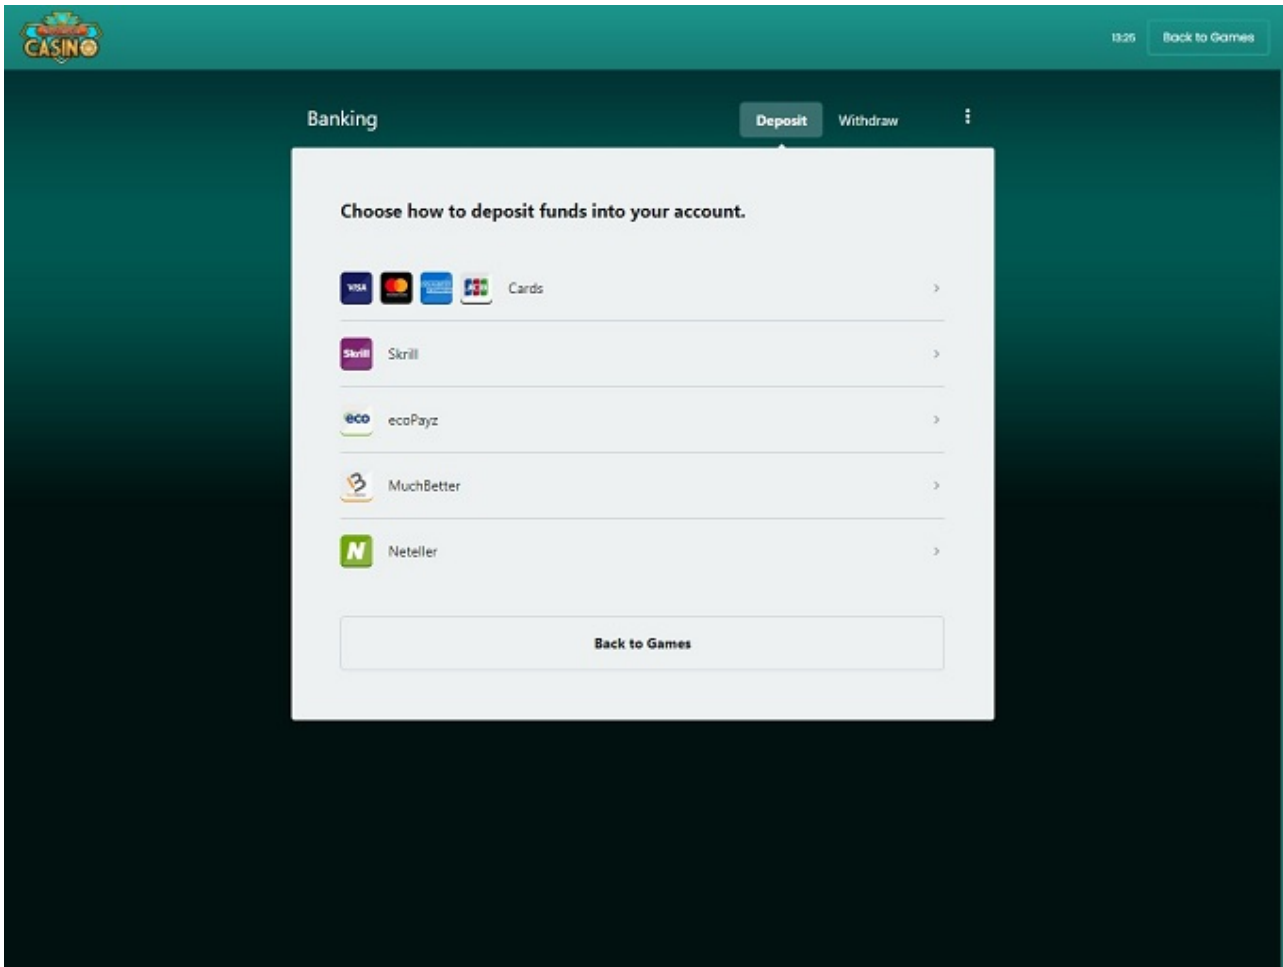 CASINO
13:25
Back to Games
Banking
Deposit
Withdraw
Choose how to deposit funds into your account.
VISA
Cards
Skrill
Skrill
eco
ecoPayz
MuchBetter
N
Neteller
Back to Games